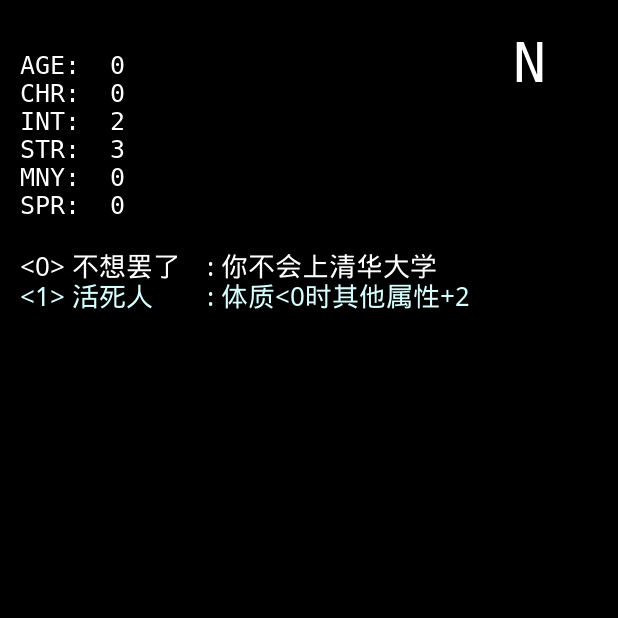 N
AGE: 0
CHR: 0
INT: 2
STR: 3
MNY: 0
SPR: 0
<0> 不想罢了 : 你不会上清华大学
<1> 活死人 : 体质<0时其他属性+2